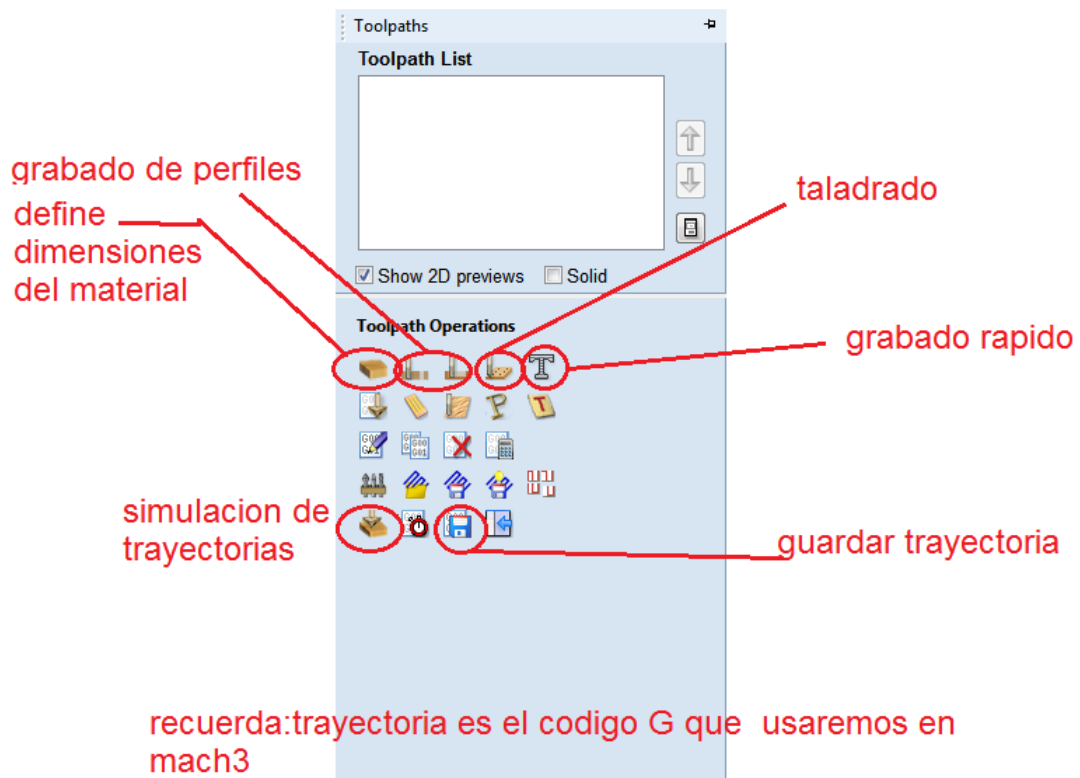 Toolpaths
Toolpath List
grabado de perfiles
define
dimensiones
del material
taladrado
Show 2D previews
Solid
Toolpath Operations
grabado rapido
simulacion de
trayectorias
guardar trayectoria
recuerda:trayectoria es el codigo G que usaremos en
mach3